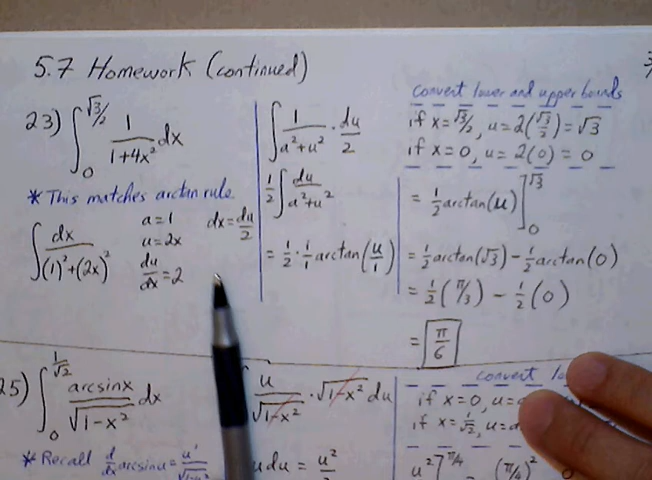 5.7 Homework (continued)
23) ∫₀^(√3/2) 1/(1+4x²) dx
* This matches arctan rule
∫ dx/((1)²+(2x)²)
a=1
u=2x
du/dx=2
dx=du/2
∫ 1/(a²+u²) · du/2
1/2 ∫ du/(a²+u²)
= 1/2 · 1/1 arctan(u/1)
convert lower and upper bounds
if x=√3/2, u=2(√3/2)=√3
if x=0, u=2(0)=0
= 1/2 arctan(u)]₀^√3
= 1/2 arctan(√3) - 1/2 arctan(0)
= 1/2 (π/3) - 1/2 (0)
= π/6
25) ∫₀^(1/√2) arcsinx/√(1-x²) dx
* Recall d/dx arcsinu = u'/√(1-u²)
u/√(1-x²) · √(1-x²) du
u du = u²/2
convert
if x=0, u=
if x=1/√2, u=
u²]^(π/4)
(π/4)²
0